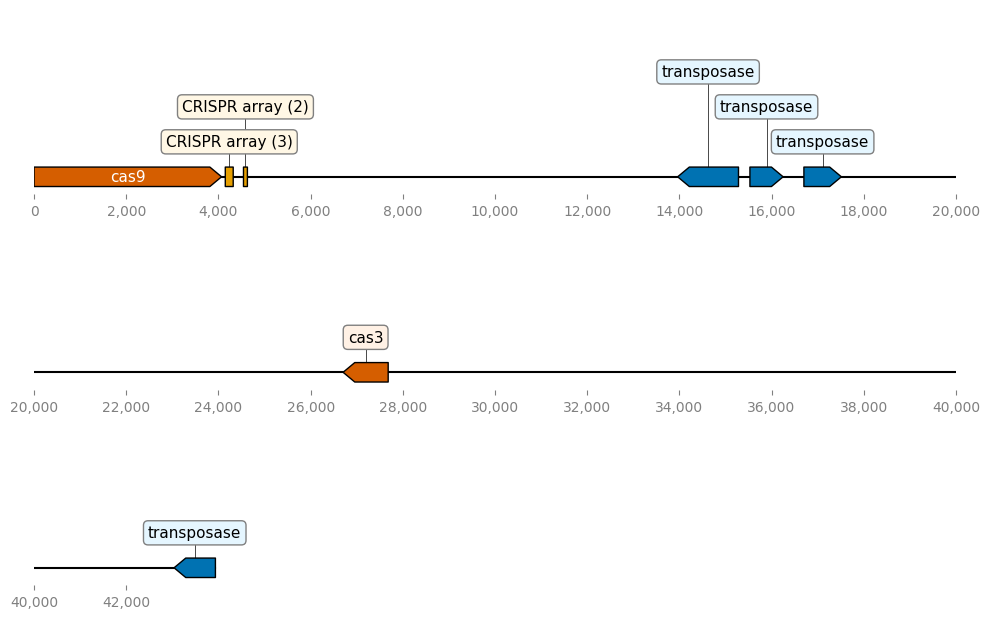 transposase
CRISPR array (2) transposase
CRISPR array (3) transposase
cas9
0 2,000 4,000 6,000 8,000 10,000 12,000 14,000 16,000 18,000 20,000
cas3
20,000 22,000 24,000 26,000 28,000 30,000 32,000 34,000 36,000 38,000 40,000
transposase
40,000 42,000